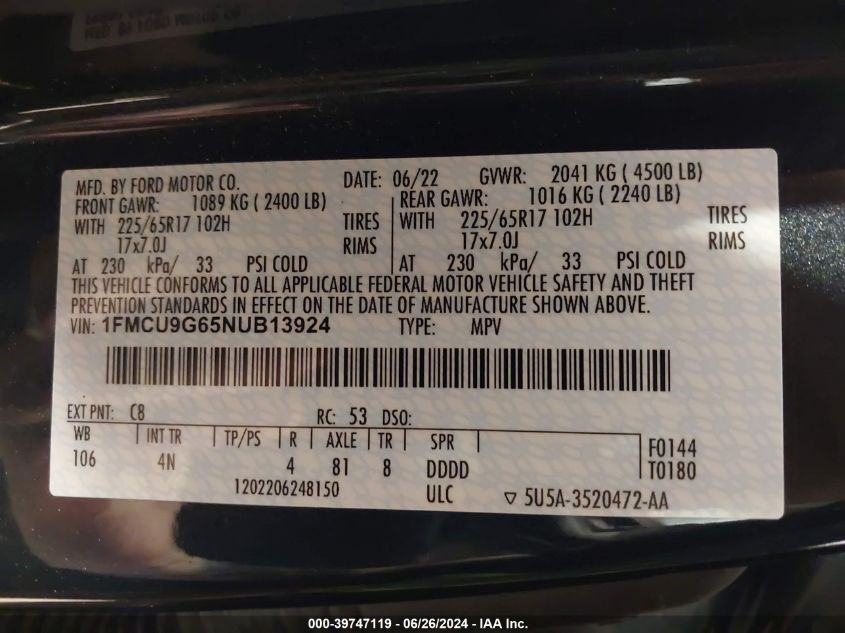 MFD. BY FORD MOTOR CO. DATE: 06/22 GVWR: 2041 KG ( 4500 LB)
FRONT GAWR: 1089 KG ( 2400 LB) REAR GAWR: 1016 KG ( 2240 LB)
WITH 225/65R17 102H TIRES WITH 225/65R17 102H TIRES
17x7.0J RIMS 17x7.0J RIMS
AT 230 kPa/ 33 PSI COLD AT 230 kPa/ 33 PSI COLD
THIS VEHICLE CONFORMS TO ALL APPLICABLE FEDERAL MOTOR VEHICLE SAFETY AND THEFT
PREVENTION STANDARDS IN EFFECT ON THE DATE OF MANUFACTURE SHOWN ABOVE.
VIN: 1FMCU9G65NUB13924 TYPE: MPV
EXT PNT: C8 RC: 53 DSO:
WB INT TR TP/PS R AXLE TR SPR F0144
106 4N 4 81 8 DDDD T0180
1202206248150 ULC ▽ 5U5A-3520472-AA
000-39747119 - 06/26/2024 - IAA Inc.